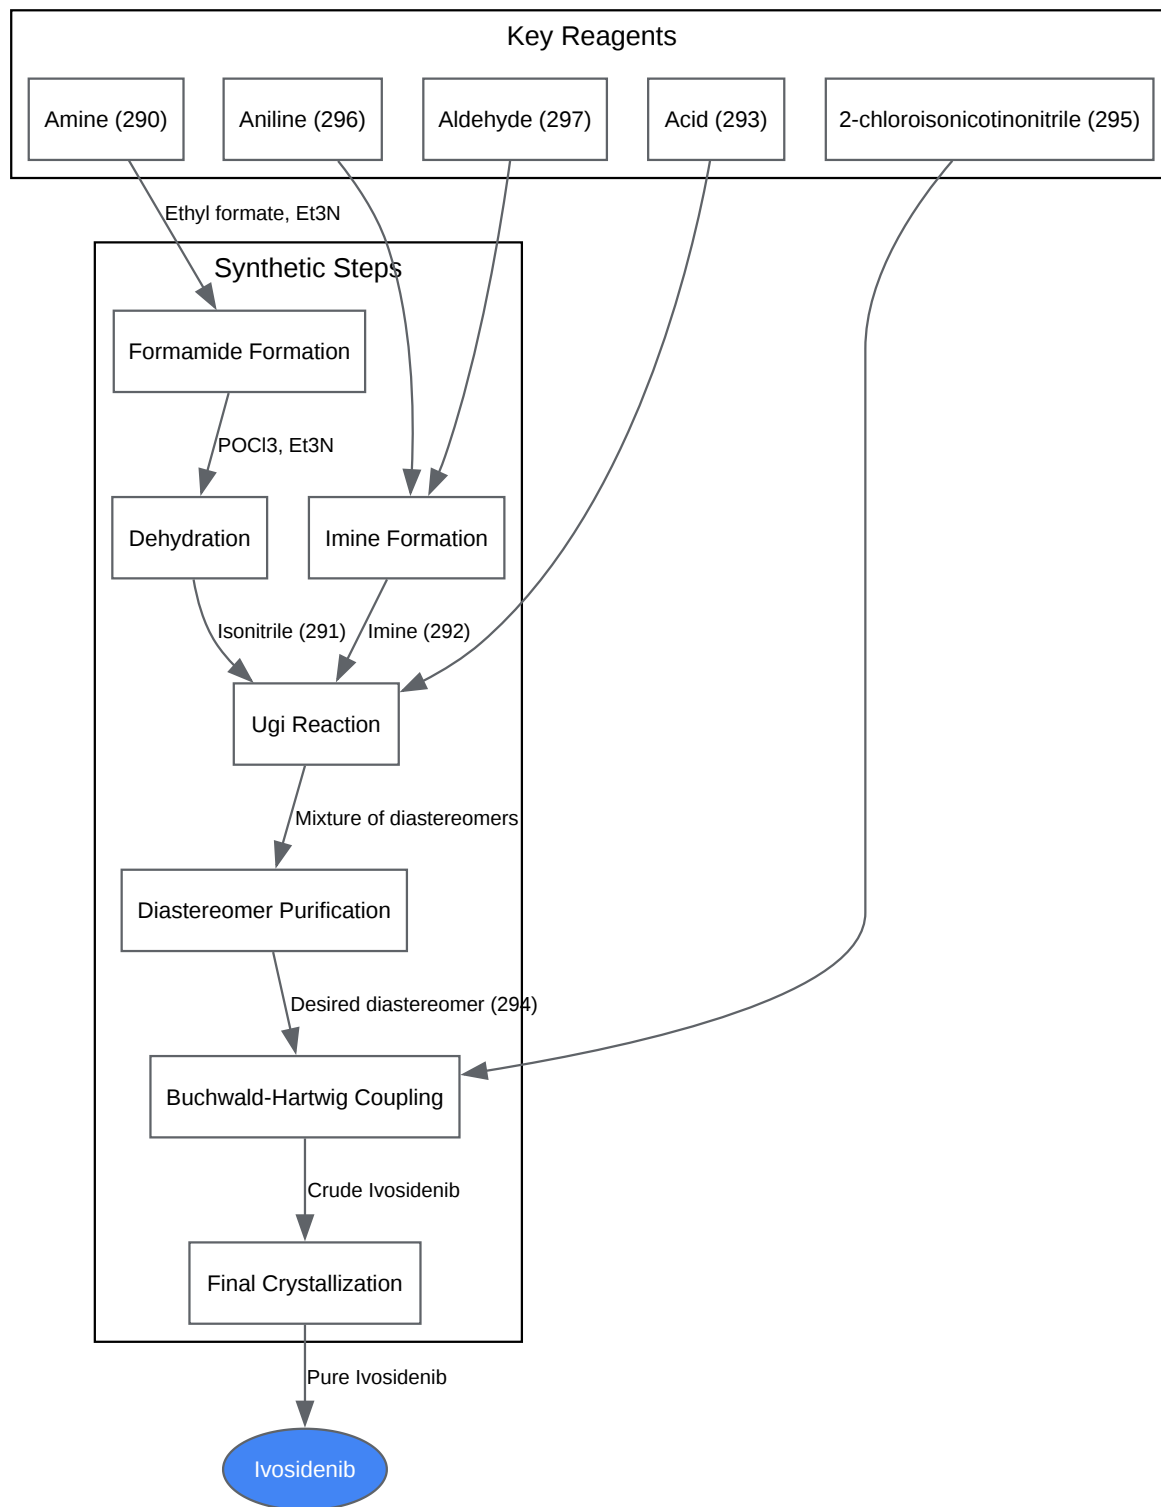 Key Reagents
Amine (290)
Aniline (296)
Aldehyde (297)
Acid (293)
2-chloroisonicotinonitrile (295)
Ethyl formate, Et3N
Synthetic Steps
Formamide Formation
POCl3, Et3N
Dehydration
Imine Formation
Isonitrile (291)
Imine (292)
Ugi Reaction
Mixture of diastereomers
Diastereomer Purification
Desired diastereomer (294)
Buchwald-Hartwig Coupling
Crude Ivosidenib
Final Crystallization
Pure Ivosidenib
Ivosidenib